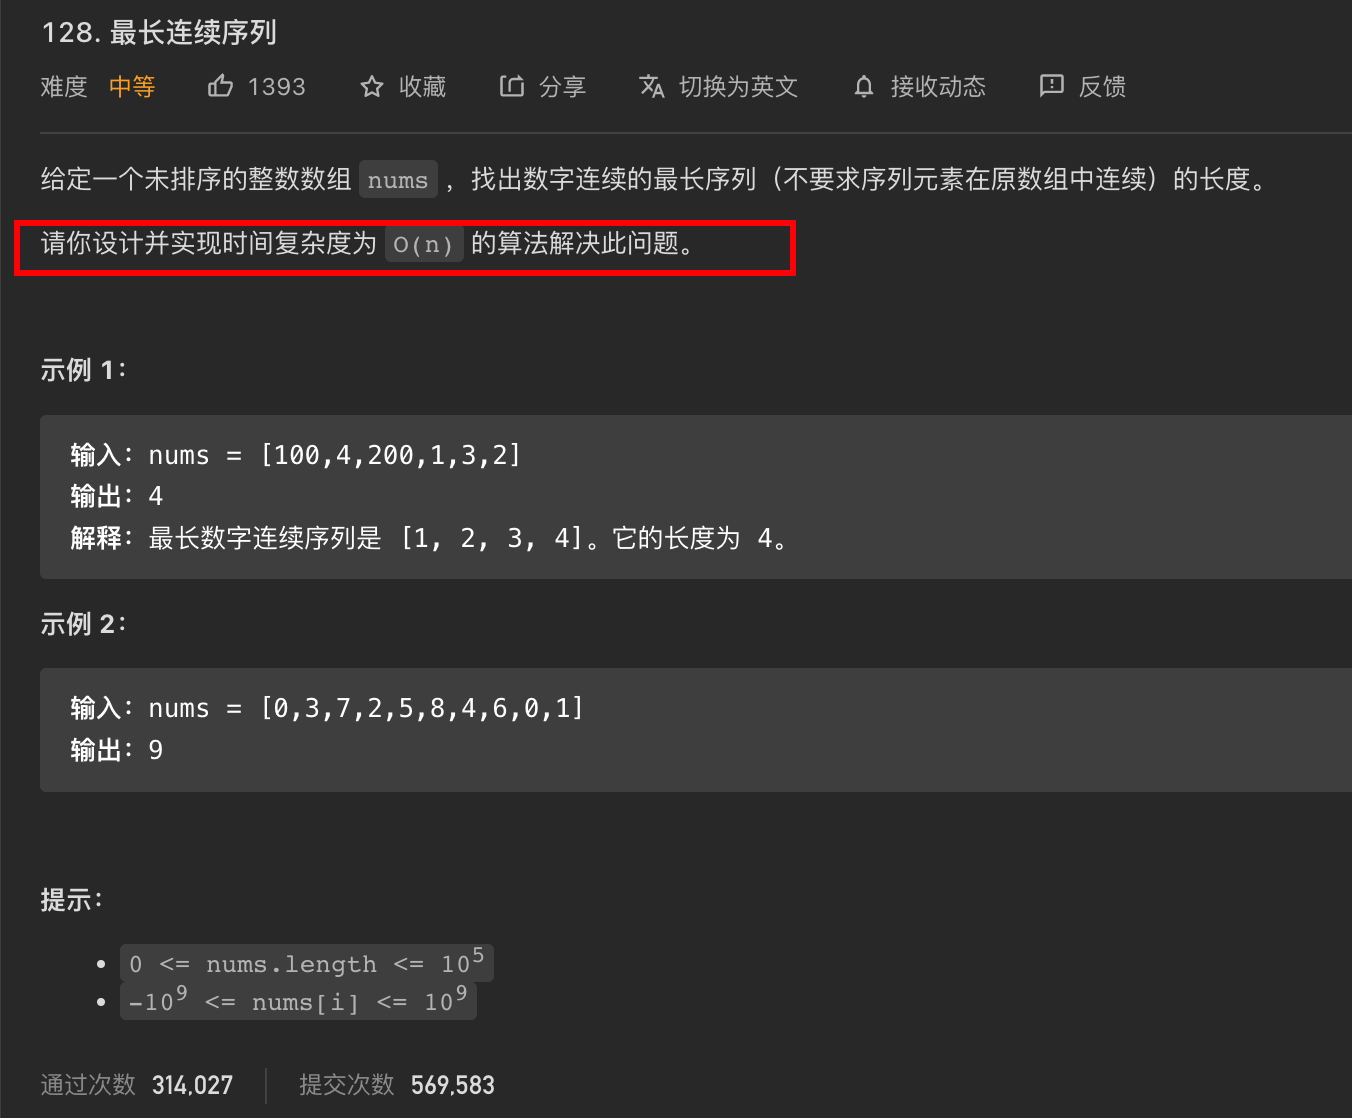 128. 最长连续序列
难度 中等 1393 收藏 分享 切换为英文 接收动态 反馈
给定一个未排序的整数数组 nums ，找出数字连续的最长序列（不要求序列元素在原数组中连续）的长度。
请你设计并实现时间复杂度为 O(n) 的算法解决此问题。
示例 1：
输入：nums = [100,4,200,1,3,2]
输出：4
解释：最长数字连续序列是 [1, 2, 3, 4]。它的长度为 4。
示例 2：
输入：nums = [0,3,7,2,5,8,4,6,0,1]
输出：9
提示：
• 0 <= nums.length <= 10⁵
• -10⁹ <= nums[i] <= 10⁹
通过次数 314,027 提交次数 569,583